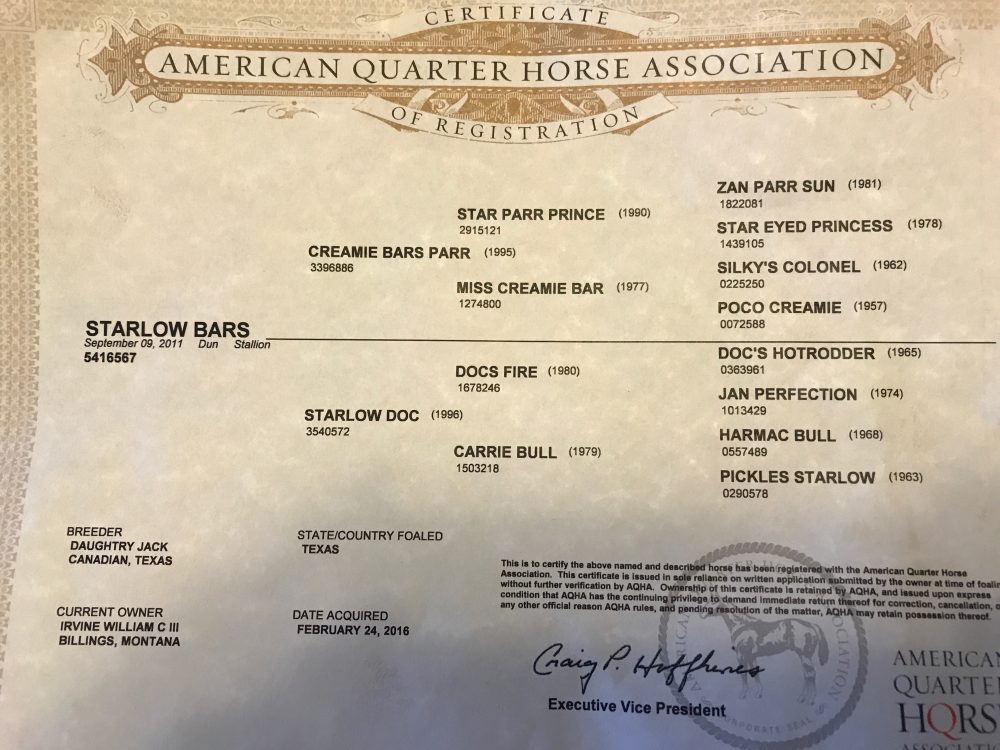 CERTIFICATE
AMERICAN QUARTER HORSE ASSOCIATION
OF REGISTRATION
ZAN PARR SUN (1981)
1822081
STAR PARR PRINCE (1990)
2915121
STAR EYED PRINCESS (1978)
1439105
CREAMIE BARS PARR (1995)
3396886
SILKY'S COLONEL (1962)
0225250
MISS CREAMIE BAR (1977)
1274800
POCO CREAMIE (1957)
0072588
STARLOW BARS
September 09, 2011 Dun Stallion
5416567
DOC'S HOTRODDER (1965)
0363961
DOCS FIRE (1980)
1678246
JAN PERFECTION (1974)
1013429
STARLOW DOC (1996)
3540572
HARMAC BULL (1968)
0557489
CARRIE BULL (1979)
1503218
PICKLES STARLOW (1963)
0290578
BREEDER
DAUGHTRY JACK
CANADIAN, TEXAS
STATE/COUNTRY FOALED
TEXAS
CURRENT OWNER
IRVINE WILLIAM C III
BILLINGS, MONTANA
DATE ACQUIRED
FEBRUARY 24, 2016
This is to certify the above named and described horse has been registered with the American Quarter Horse
Association. This certificate is issued in sole reliance on written application submitted by the owner at time of foalin
without further verification by AQHA. Ownership of this certificate is retained by AQHA, and issued upon express
condition that AQHA has the continuing privilege to demand immediate return thereof for correction, cancellation, o
any other official reason AQHA rules, and pending resolution of the matter, AQHA may retain possession thereof.
Craig P. Huffhines
Executive Vice President
CORPORATE SEAL
AMERICAN
QUARTER
HORS
ASSOCIATI